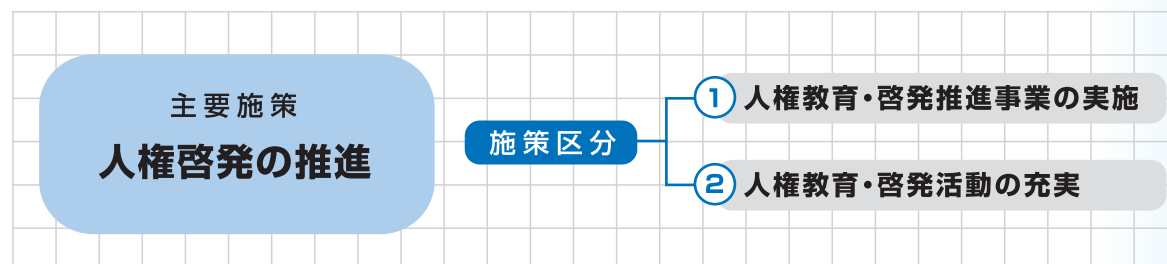 主要施策
人権啓発の推進
施策区分
1 人権教育・啓発推進事業の実施
2 人権教育・啓発活動の充実